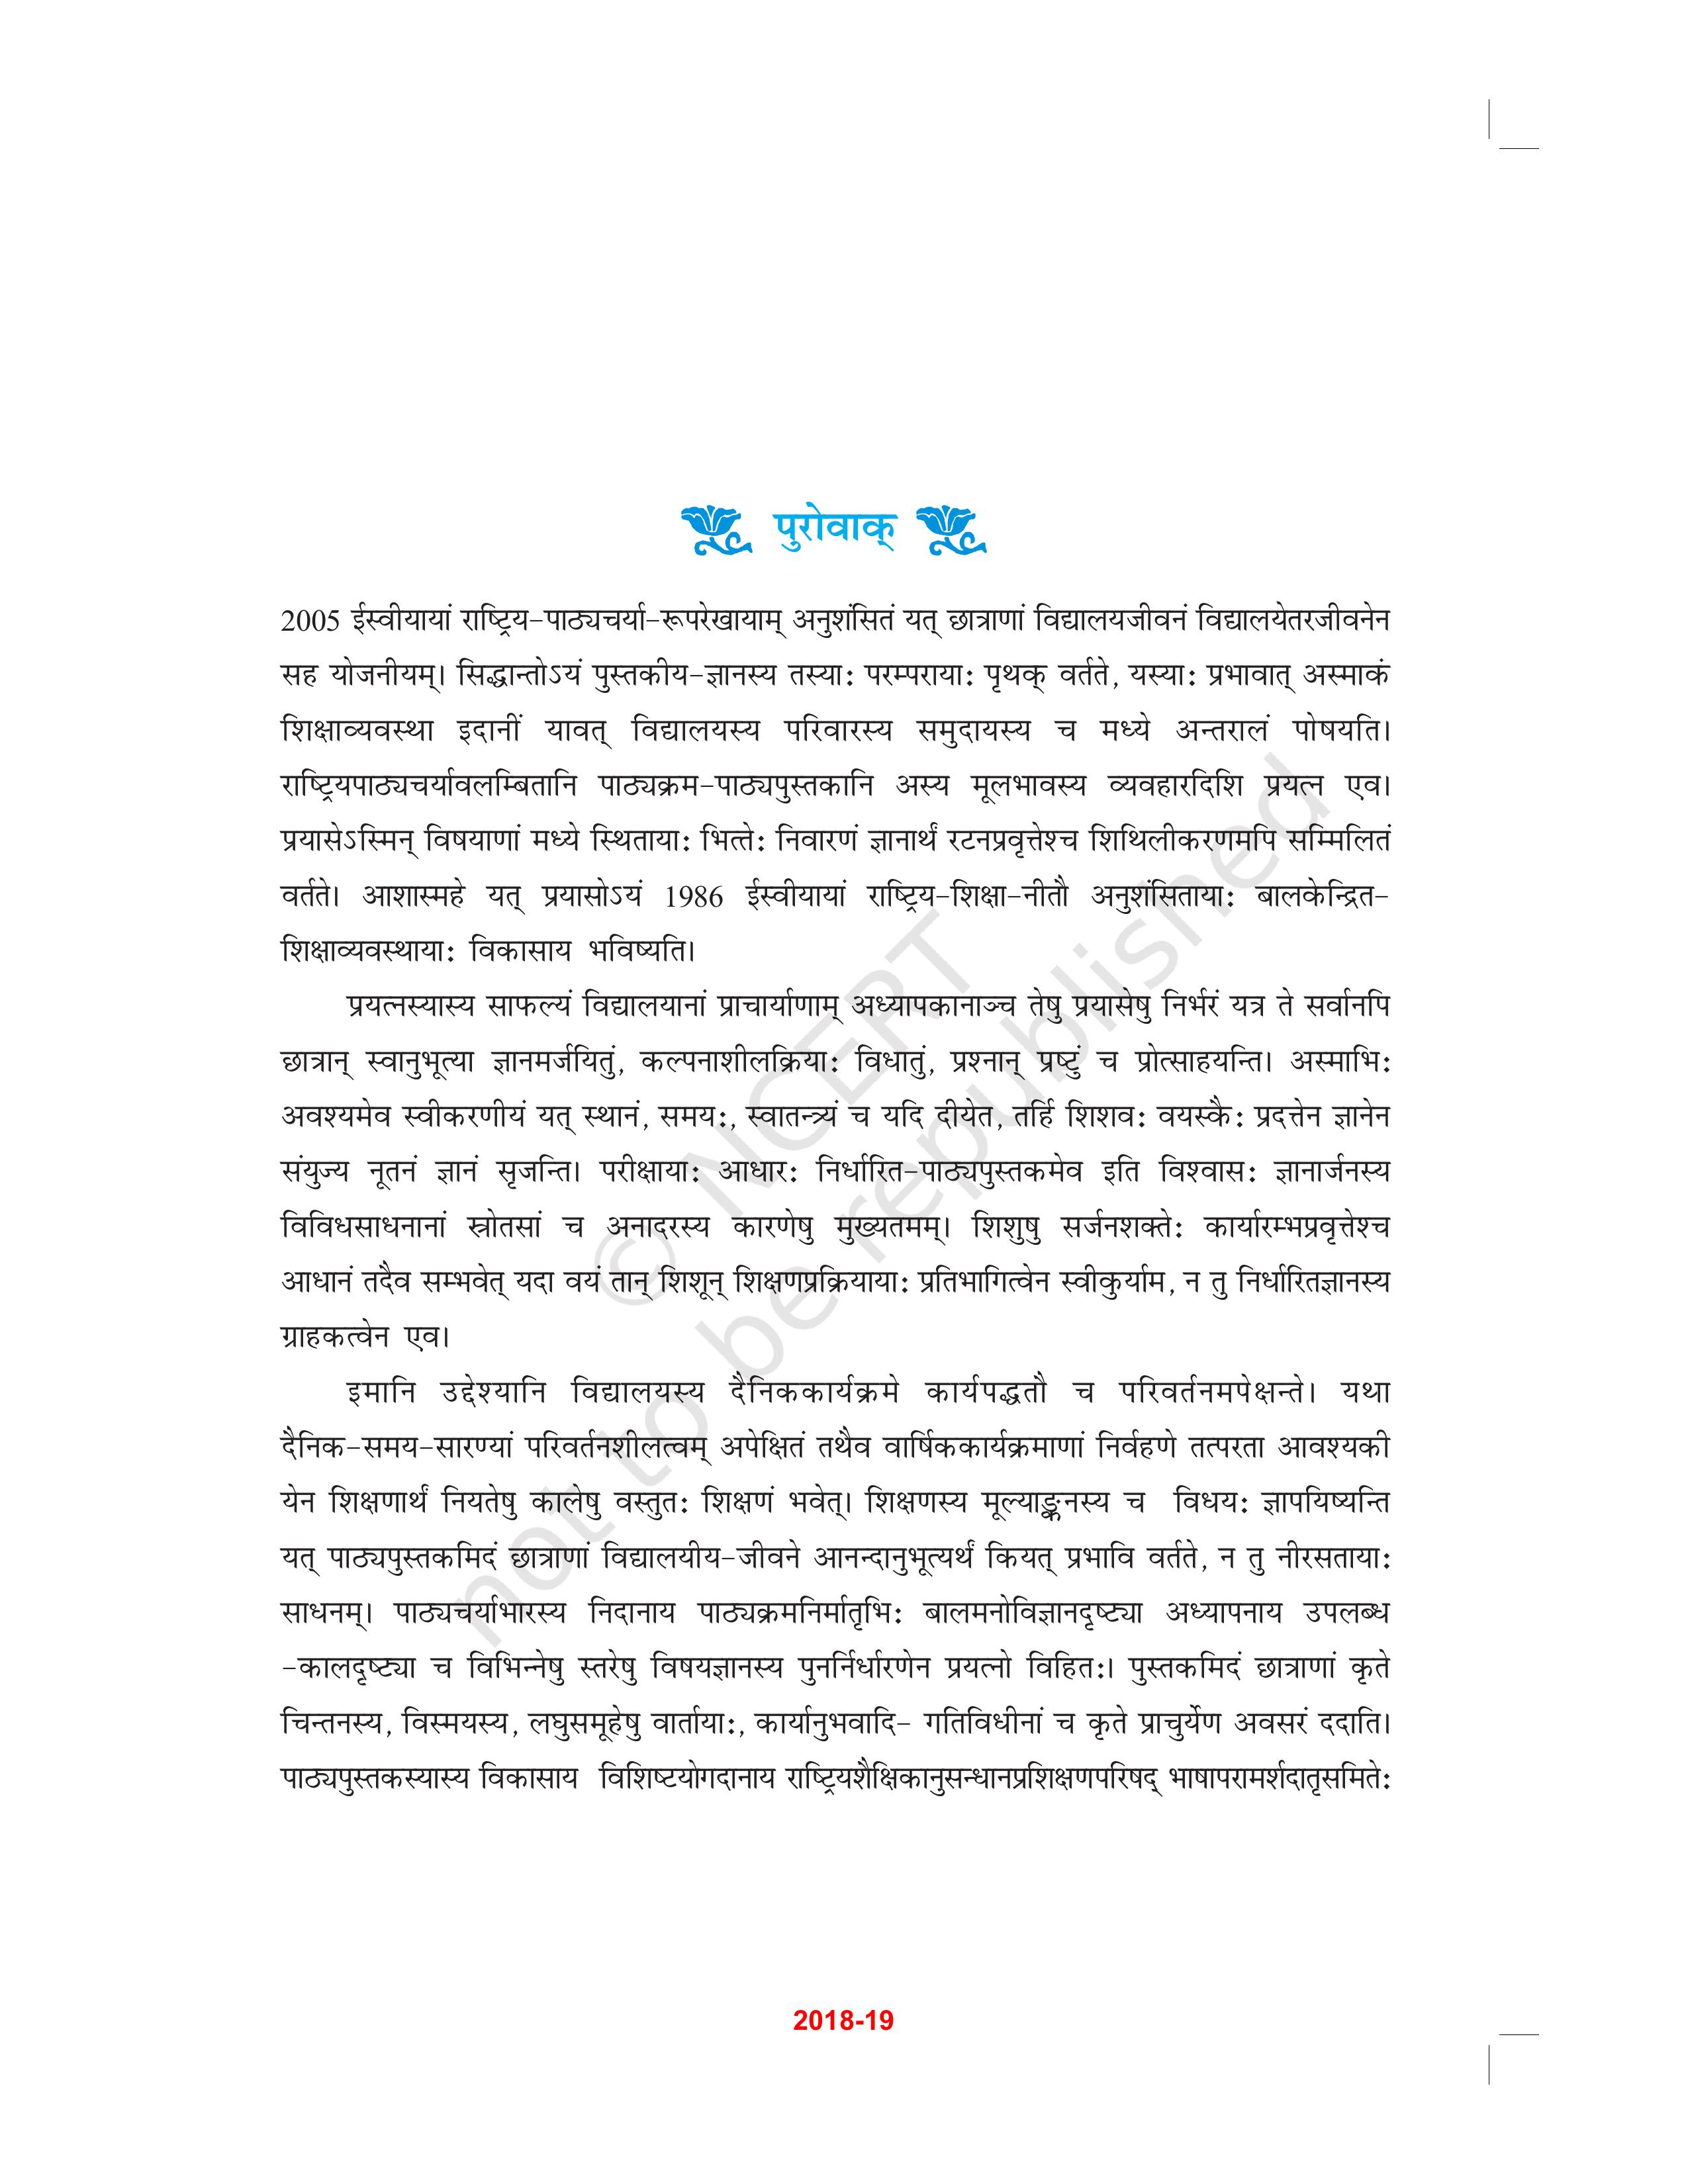 पुरोवाक्
2005 ईस्वीयायां राष्ट्रिय-पाठ्यचर्या-रूपरेखायाम् अनुशंसितं यत् छात्राणां विद्यालयजीवनं विद्यालयेतरजीवनेन
सह योजनीयम्। सिद्धान्तोऽयं पुस्तकीय-ज्ञानस्य तस्याः परम्परायाः पृथक् वर्तते, यस्याः प्रभावात् अस्माकं
शिक्षाव्यवस्था इदानीं यावत् विद्यालयस्य परिवारस्य समुदायस्य च मध्ये अन्तरालं पोषयति।
राष्ट्रियपाठ्यचर्यावलम्बितानि पाठ्यक्रम-पाठ्यपुस्तकानि अस्य मूलभावस्य व्यवहारदिशि प्रयत्न एव।
प्रयासेऽस्मिन् विषयाणां मध्ये स्थितायाः भित्तेः निवारणं ज्ञानार्थं रटनप्रवृत्तेश्च शिथिलीकरणमपि सम्मिलितं
वर्तते। आशास्महे यत् प्रयासोऽयं 1986 ईस्वीयायां राष्ट्रिय-शिक्षा-नीतौ अनुशंसितायाः बालकेन्द्रित-
शिक्षाव्यवस्थायाः विकासाय भविष्यति।
प्रयत्नस्यास्य साफल्यं विद्यालयानां प्राचार्याणाम् अध्यापकानाञ्च तेषु प्रयासेषु निर्भरं यत्र ते सर्वानपि
छात्रान् स्वानुभूत्या ज्ञानमर्जयितुं, कल्पनाशीलक्रियाः विधातुं, प्रश्नान् प्रष्टुं च प्रोत्साहयन्ति। अस्माभिः
अवश्यमेव स्वीकरणीयं यत् स्थानं, समयः, स्वातन्त्र्यं च यदि दीयेत, तर्हि शिशवः वयस्कैः प्रदत्तेन ज्ञानेन
संयुज्य नूतनं ज्ञानं सृजन्ति। परीक्षायाः आधारः निर्धारित-पाठ्यपुस्तकमेव इति विश्वासः ज्ञानार्जनस्य
विविधसाधनानां स्रोतसां च अनादरस्य कारणेषु मुख्यतमम्। शिशुषु सर्जनशक्तेः कार्यारम्भप्रवृत्तेश्च
आधानं तदैव सम्भवेत् यदा वयं तान् शिशून् शिक्षणप्रक्रियायाः प्रतिभागित्वेन स्वीकुर्याम, न तु निर्धारितज्ञानस्य
ग्राहकत्वेन एव।
इमानि उद्देश्यानि विद्यालयस्य दैनिककार्यक्रमे कार्यपद्धतौ च परिवर्तनमपेक्षन्ते। यथा
दैनिक-समय-सारण्यां परिवर्तनशीलत्वम् अपेक्षितं तथैव वार्षिककार्यक्रमाणां निर्वहणे तत्परता आवश्यकी
येन शिक्षणार्थं नियतेषु कालेषु वस्तुतः शिक्षणं भवेत्। शिक्षणस्य मूल्याङ्कनस्य च विधयः ज्ञापयिष्यन्ति
यत् पाठ्यपुस्तकमिदं छात्राणां विद्यालयीय-जीवने आनन्दानुभूत्यर्थं कियत् प्रभावि वर्तते, न तु नीरसतायाः
साधनम्। पाठ्यचर्याभारस्य निदानाय पाठ्यक्रमनिर्मातृभिः बालमनोविज्ञानदृष्ट्या अध्यापनाय उपलब्ध
-कालदृष्ट्या च विभिन्नेषु स्तरेषु विषयज्ञानस्य पुनर्निर्धारणेन प्रयत्नो विहितः। पुस्तकमिदं छात्राणां कृते
चिन्तनस्य, विस्मयस्य, लघुसमूहेषु वार्तायाः, कार्यानुभवादि- गतिविधीनां च कृते प्राचुर्येण अवसरं ददाति।
पाठ्यपुस्तकस्यास्य विकासाय विशिष्टयोगदानाय राष्ट्रियशैक्षिकानुसन्धानप्रशिक्षणपरिषद् भाषापरामर्शदातृसमितेः
© NCERT
not to be republished
2018-19